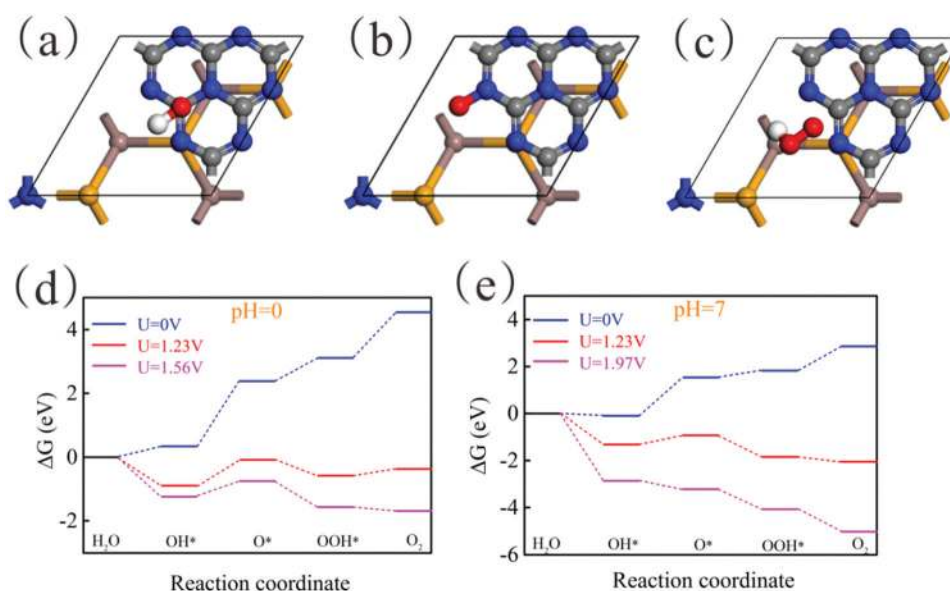 (a)
(b)
(c)
(d)
pH=0
U=0V
U=1.23V
U=1.56V
4
2
0
-2
ΔG (eV)
H₂O
OH*
O*
OOH*
O₂
Reaction coordinate
(e)
pH=7
U=0V
U=1.23V
U=1.97V
4
2
0
-2
-4
-6
ΔG (eV)
H₂O
OH*
O*
OOH*
O₂
Reaction coordinate